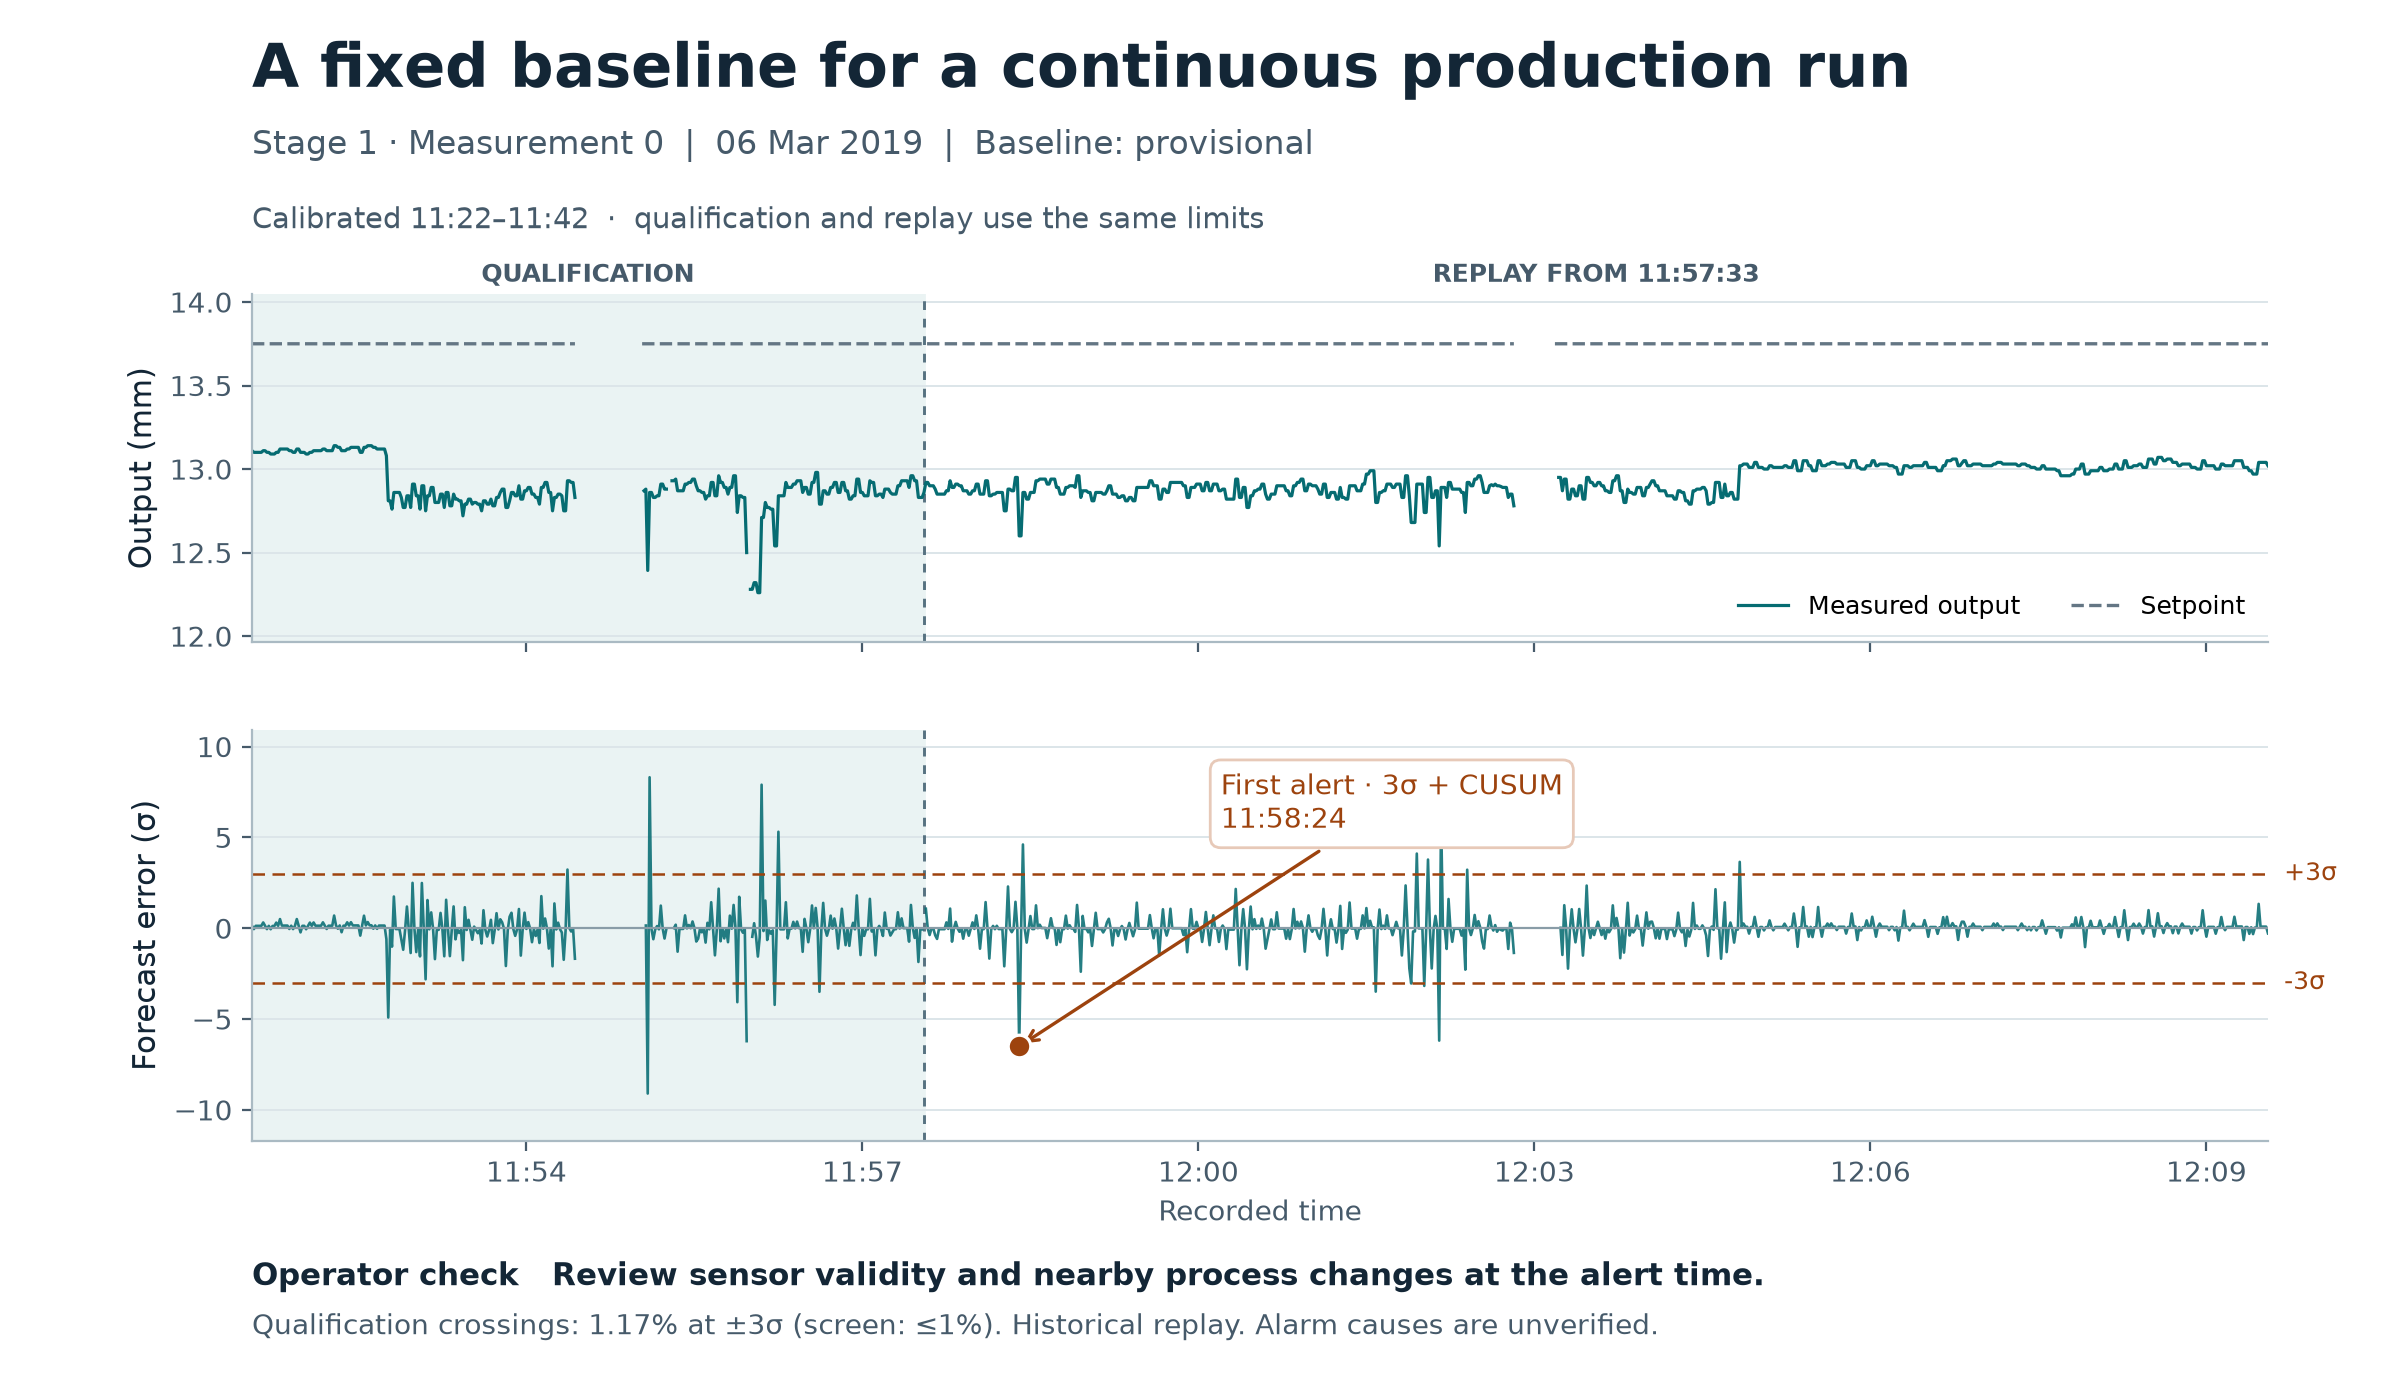 A fixed baseline for a continuous production run
Stage 1 · Measurement 0 | 06 Mar 2019 | Baseline: provisional
Calibrated 11:22–11:42 · qualification and replay use the same limits
QUALIFICATION
REPLAY FROM 11:57:33
14.0
13.5
13.0
12.5
12.0
Output (mm)
Measured output
Setpoint
10
5
0
−5
−10
Forecast error (σ)
First alert · 3σ + CUSUM
11:58:24
+3σ
-3σ
11:54
11:57
12:00
12:03
12:06
12:09
Recorded time
Operator check Review sensor validity and nearby process changes at the alert time.
Qualification crossings: 1.17% at ±3σ (screen: ≤1%). Historical replay. Alarm causes are unverified.